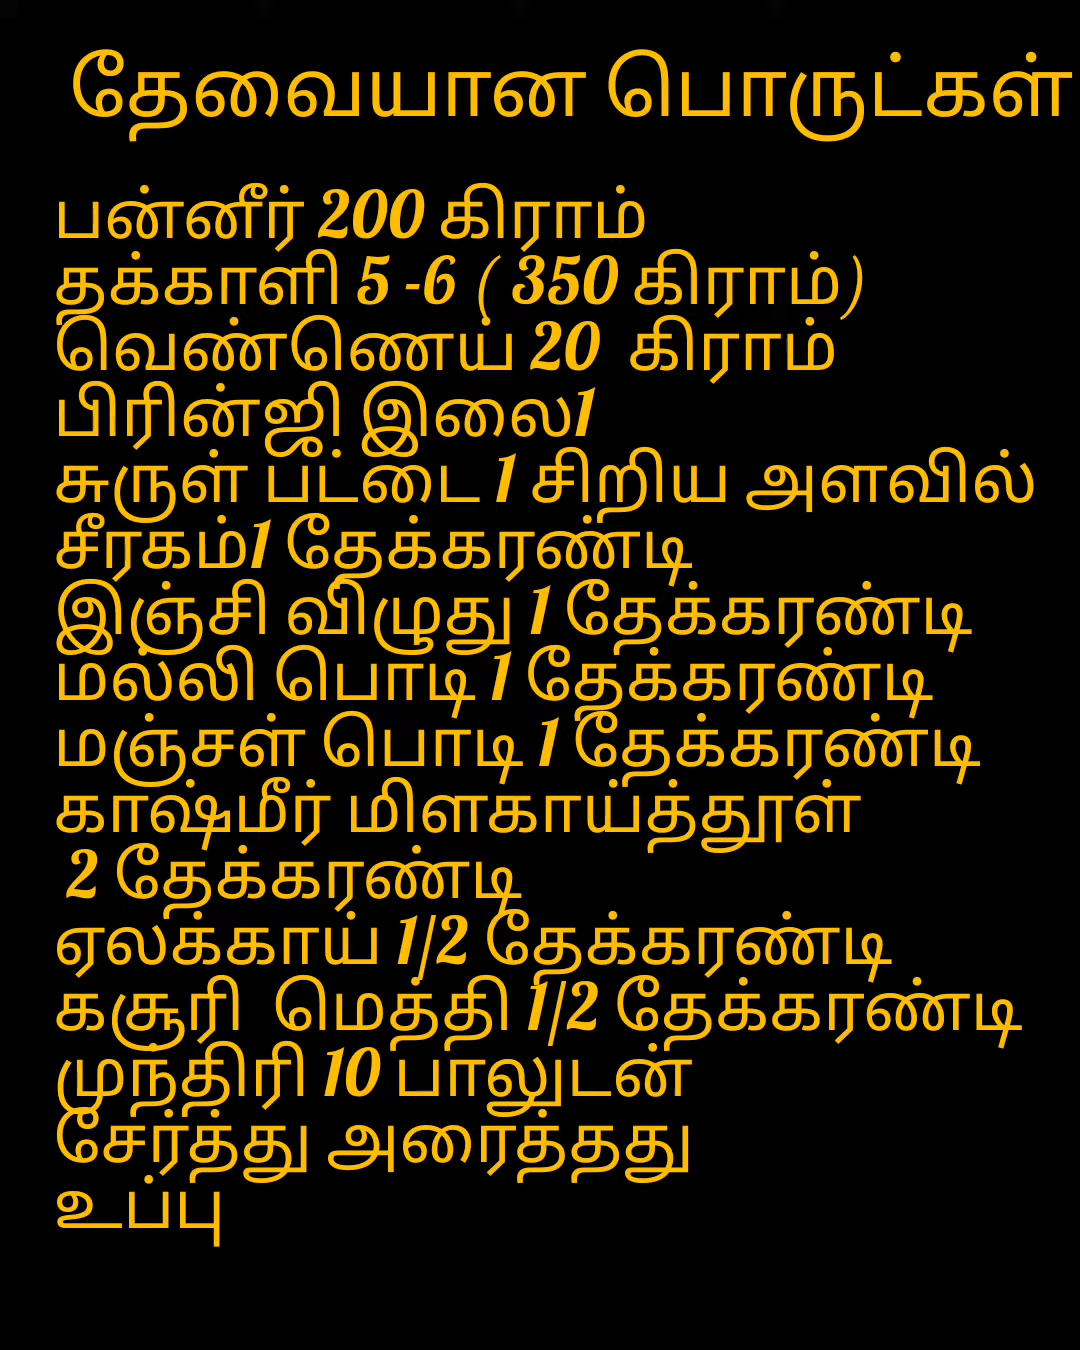 தேவையான பொருட்கள்
பன்னீர் 200 கிராம்
தக்காளி 5 -6 ( 350 கிராம்)
வெண்ணெய் 20 கிராம்
பிரின்ஜி இலை1
சுருள் பட்டை 1 சிறிய அளவில்
சீரகம்1 தேக்கரண்டி
இஞ்சி விழுது 1 தேக்கரண்டி
மல்லி பொடி 1 தேக்கரண்டி
மஞ்சள் பொடி 1 தேக்கரண்டி
காஷ்மீர் மிளகாய்த்தூள்
2 தேக்கரண்டி
ஏலக்காய் 1/2 தேக்கரண்டி
கசூரி மெத்தி 1/2 தேக்கரண்டி
முந்திரி 10 பாலுடன்
சேர்த்து அரைத்தது
உப்பு